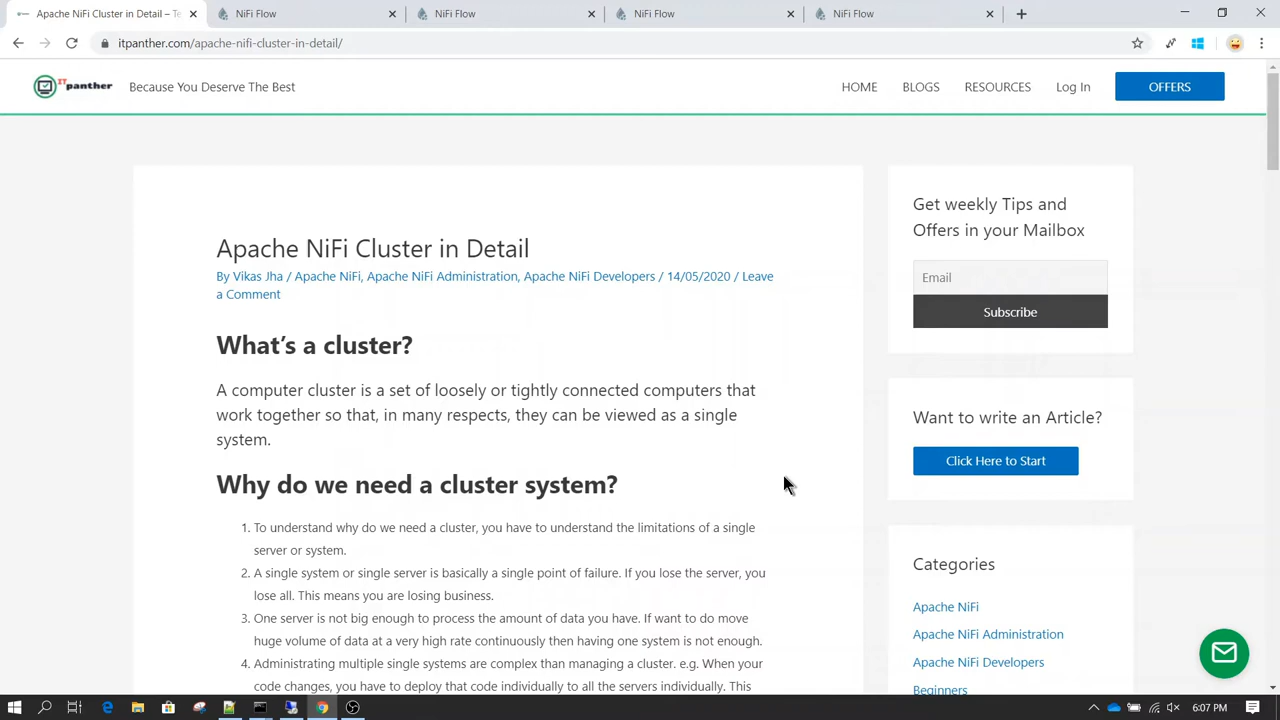 Apache NiFi Cluster in Detail – Te
NiFi Flow
NiFi Flow
NiFi Flow
NiFi Flow
itpanther.com/apache-nifi-cluster-in-detail/
ITpanther
Because You Deserve The Best
HOME
BLOGS
RESOURCES
Log In
OFFERS
Apache NiFi Cluster in Detail
By Vikas Jha / Apache NiFi, Apache NiFi Administration, Apache NiFi Developers / 14/05/2020 / Leave
a Comment
What's a cluster?
A computer cluster is a set of loosely or tightly connected computers that
work together so that, in many respects, they can be viewed as a single
system.
Why do we need a cluster system?
1. To understand why do we need a cluster, you have to understand the limitations of a single
server or system.
2. A single system or single server is basically a single point of failure. If you lose the server, you
lose all. This means you are losing business.
3. One server is not big enough to process the amount of data you have. If want to do move
huge volume of data at a very high rate continuously then having one system is not enough.
4. Administrating multiple single systems are complex than managing a cluster. e.g. When your
code changes, you have to deploy that code individually to all the servers individually. This
Get weekly Tips and
Offers in your Mailbox
Email
Subscribe
Want to write an Article?
Click Here to Start
Categories
Apache NiFi
Apache NiFi Administration
Apache NiFi Developers
Beginners
6:07 PM